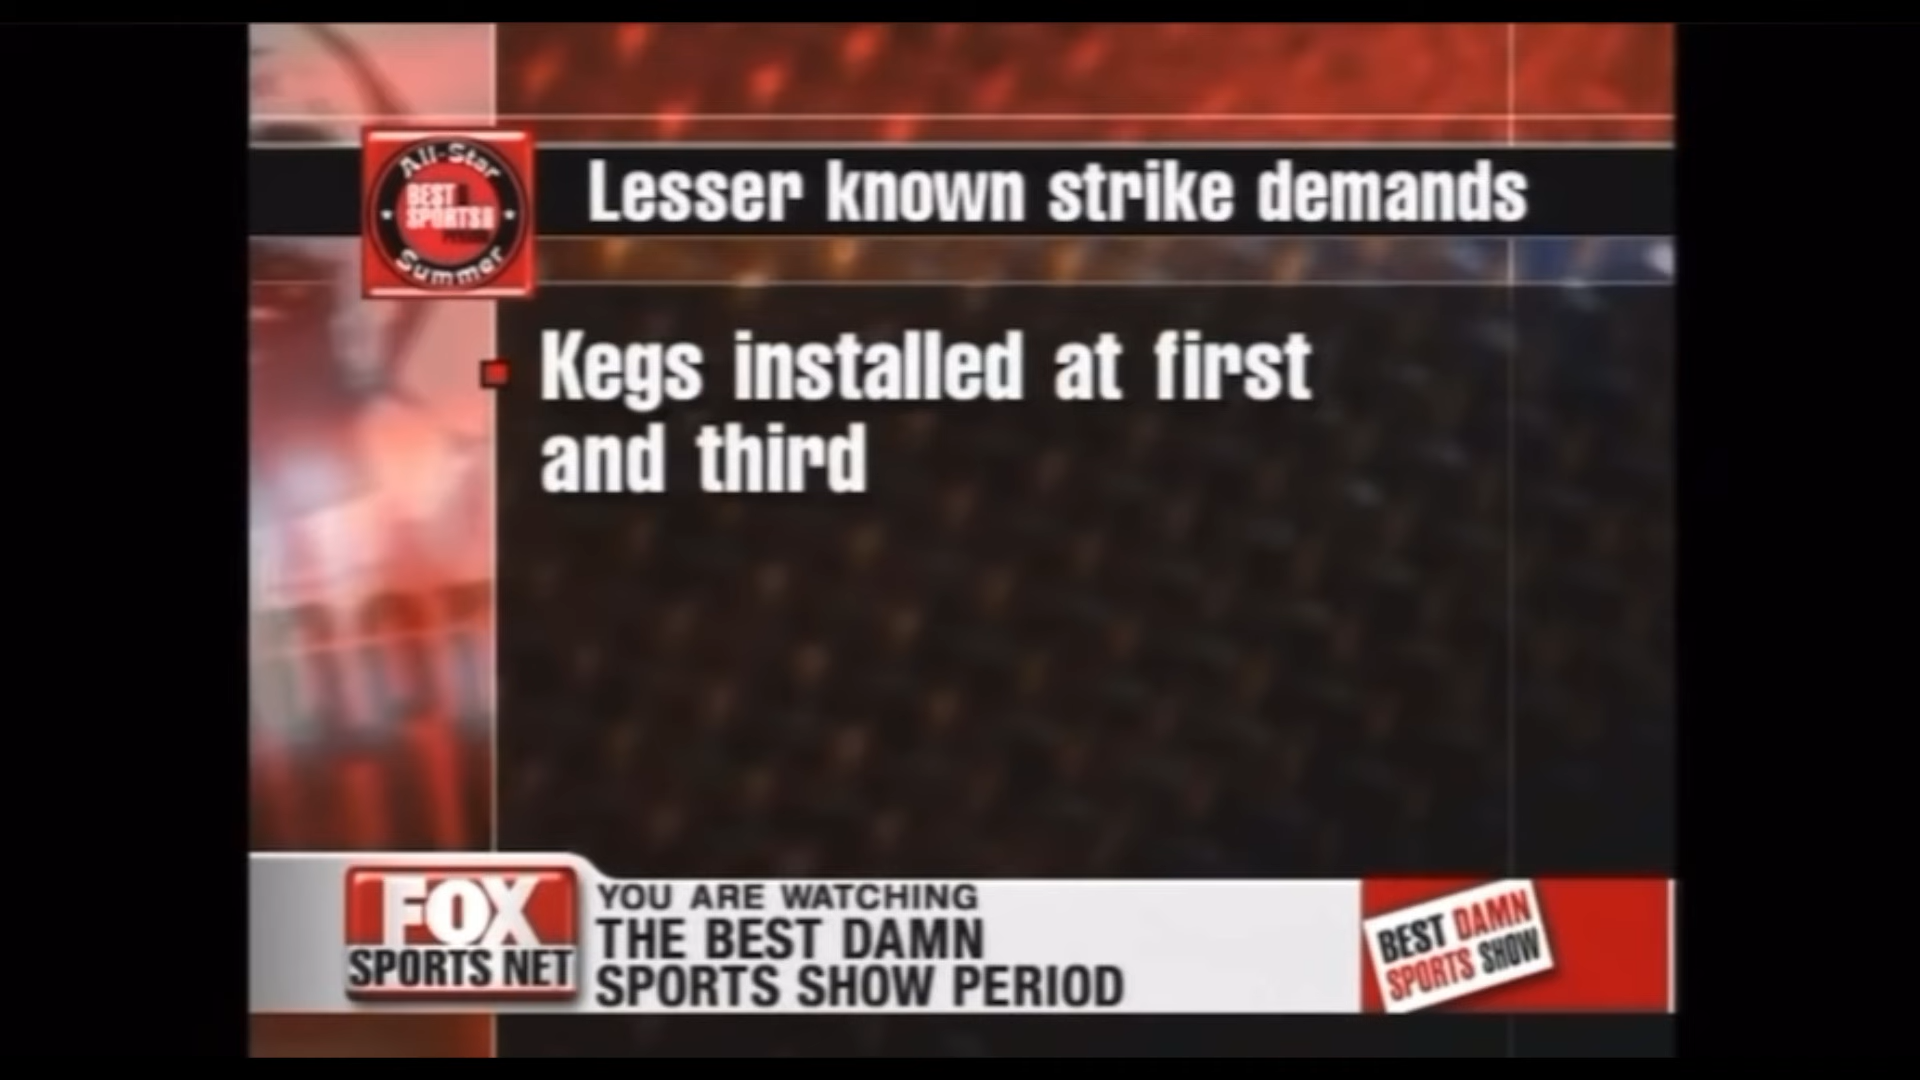 Lesser known strike demands
All-Star
BEST
SPORTS
Summer
Kegs installed at first
and third
FOX
SPORTS NET
YOU ARE WATCHING
THE BEST DAMN
SPORTS SHOW PERIOD
BEST DAMN
SPORTS SHOW